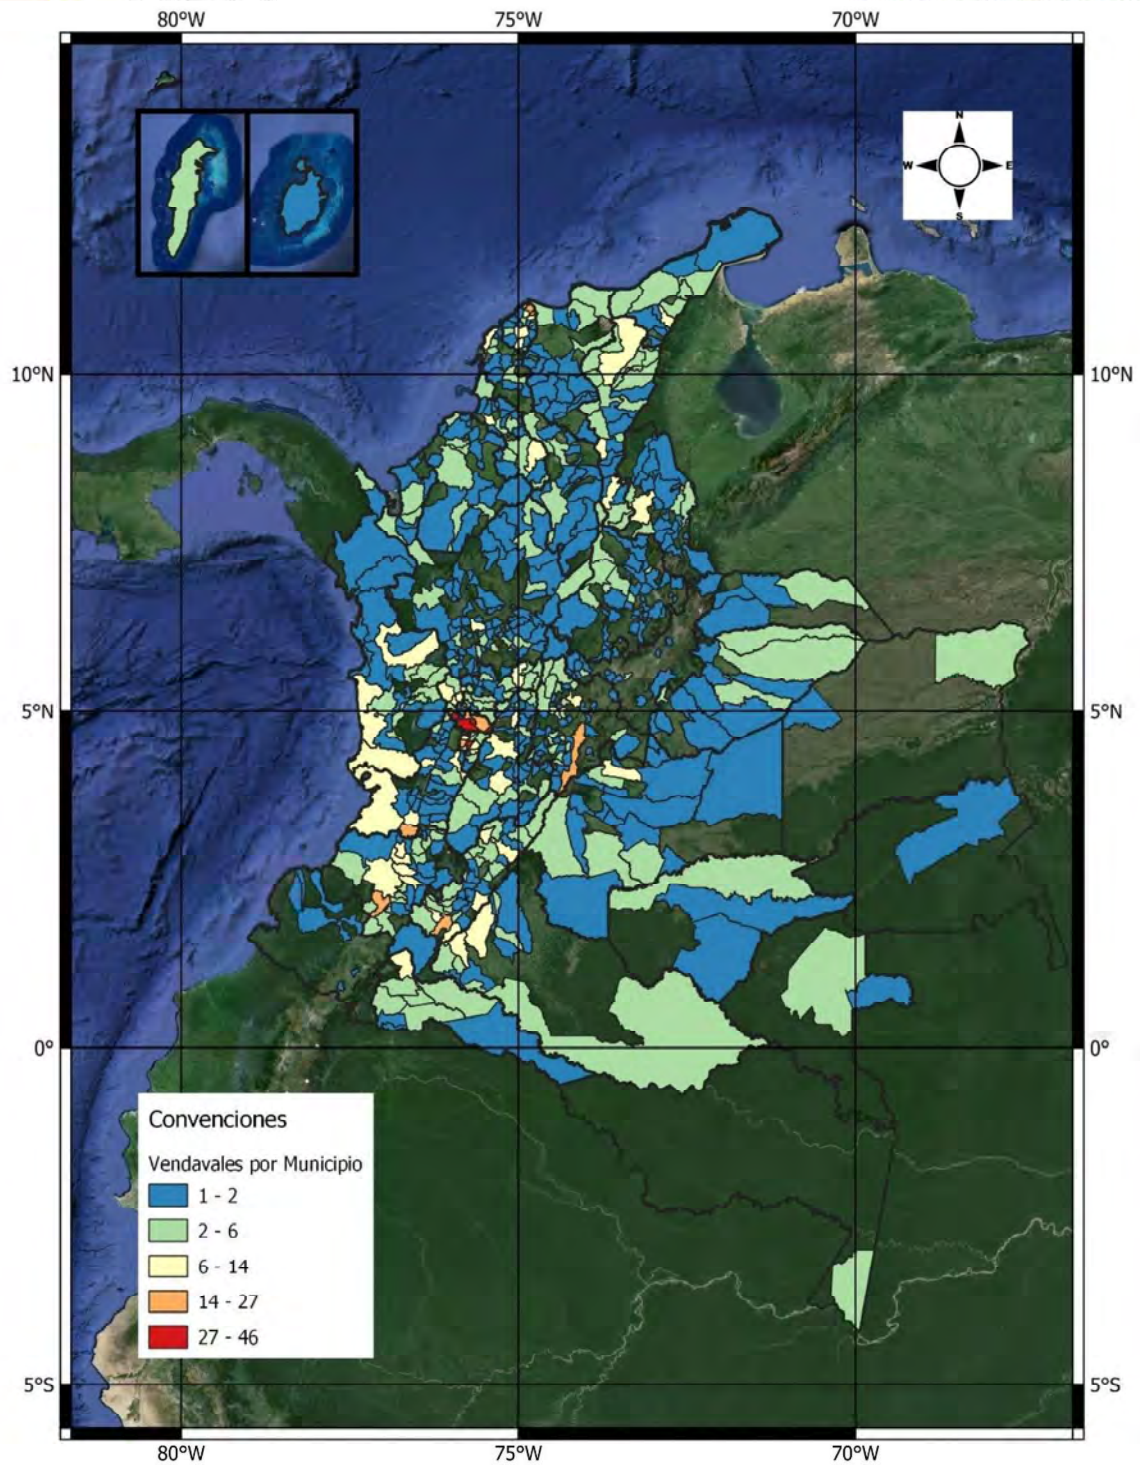 80°W 75°W 70°W
N
W E
S
10°N 10°N
5°N 5°N
0° 0°
Convenciones
Vendavales por Municipio
1 - 2
2 - 6
6 - 14
14 - 27
27 - 46
5°S 5°S
80°W 75°W 70°W